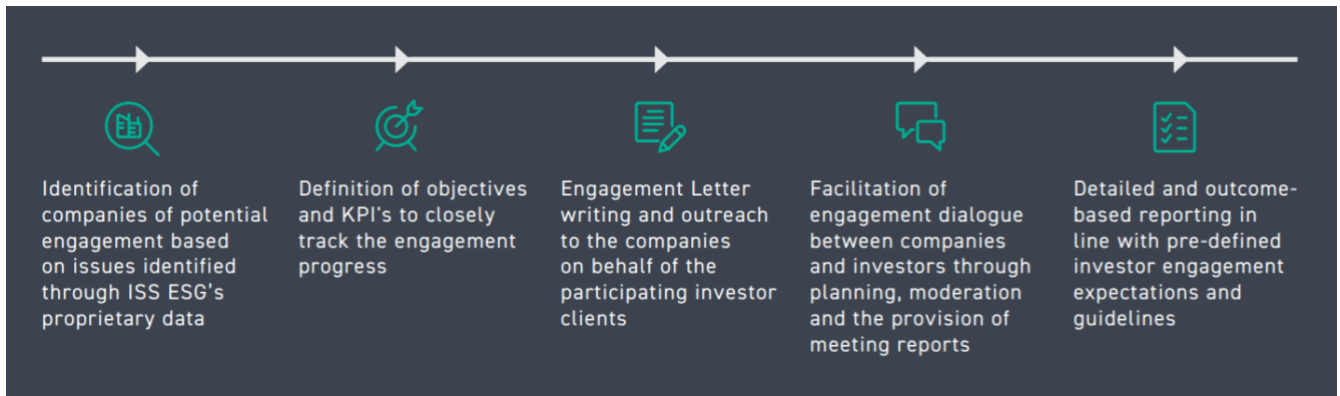 Identification of
companies of potential
engagement based
on issues identified
through ISS ESG's
proprietary data
Definition of objectives
and KPI's to closely
track the engagement
progress
Engagement Letter
writing and outreach
to the companies
on behalf of the
participating investor
clients
Facilitation of
engagement dialogue
between companies
and investors through
planning, moderation
and the provision of
meeting reports
Detailed and outcome-
based reporting in
line with pre-defined
investor engagement
expectations and
guidelines